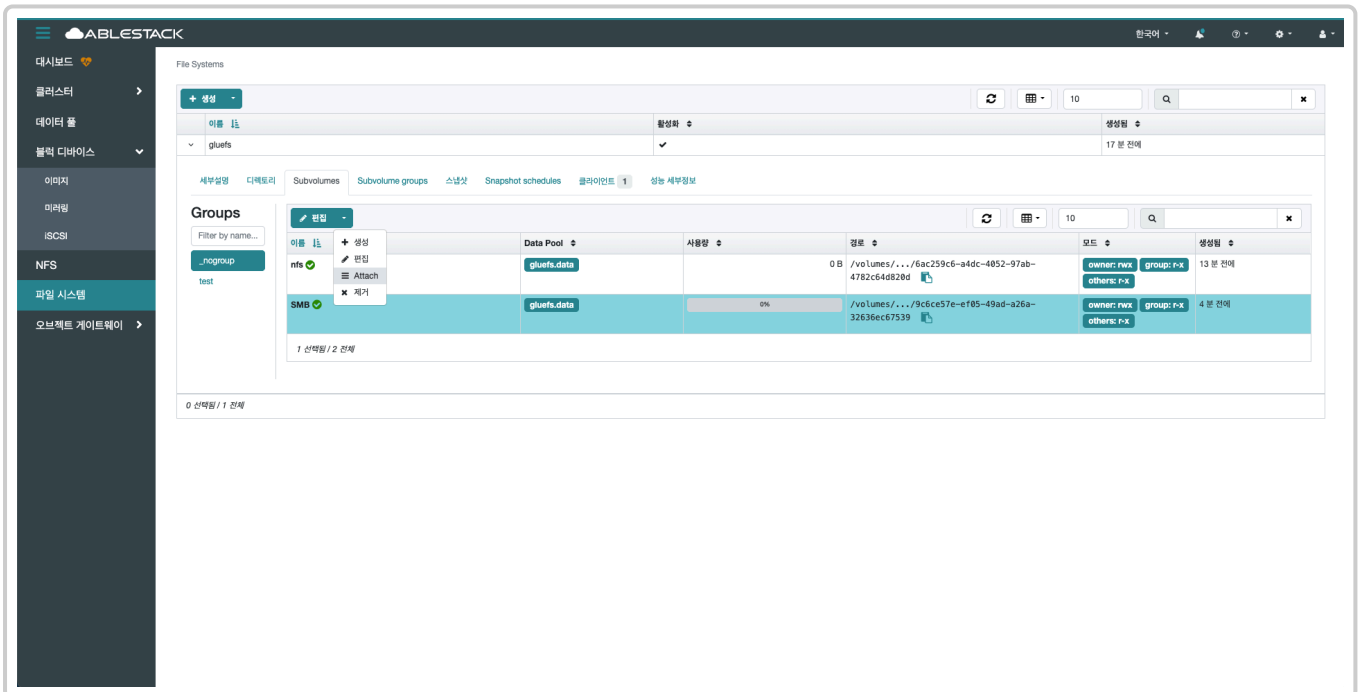 ABLESTACK 한국어
대시보드
클러스터
데이터 풀
블럭 디바이스
이미지
미러링
iSCSI
NFS
파일 시스템
오브젝트 게이트웨이
File Systems
+ 생성 10
이름 활성화 생성됨
gluefs 17 분 전에
세부설명 디렉토리 Subvolumes Subvolume groups 스냅샷 Snapshot schedules 클라이언트 1 성능 세부정보
Groups
Filter by name...
_nogroup
test
편집 10
이름 Data Pool 사용량 경로 모드 생성됨
+ 생성
편집
Attach
제거
nfs gluefs.data 0 B /volumes/.../6ac259c6-a4dc-4052-97ab- owner: rwx group: r-x 13 분 전에
4782c64d820d others: r-x
SMB gluefs.data 0% /volumes/.../9c6ce57e-ef05-49ad-a26a- owner: rwx group: r-x 4 분 전에
32636ec67539 others: r-x
1 선택됨 / 2 전체
0 선택됨 / 1 전체